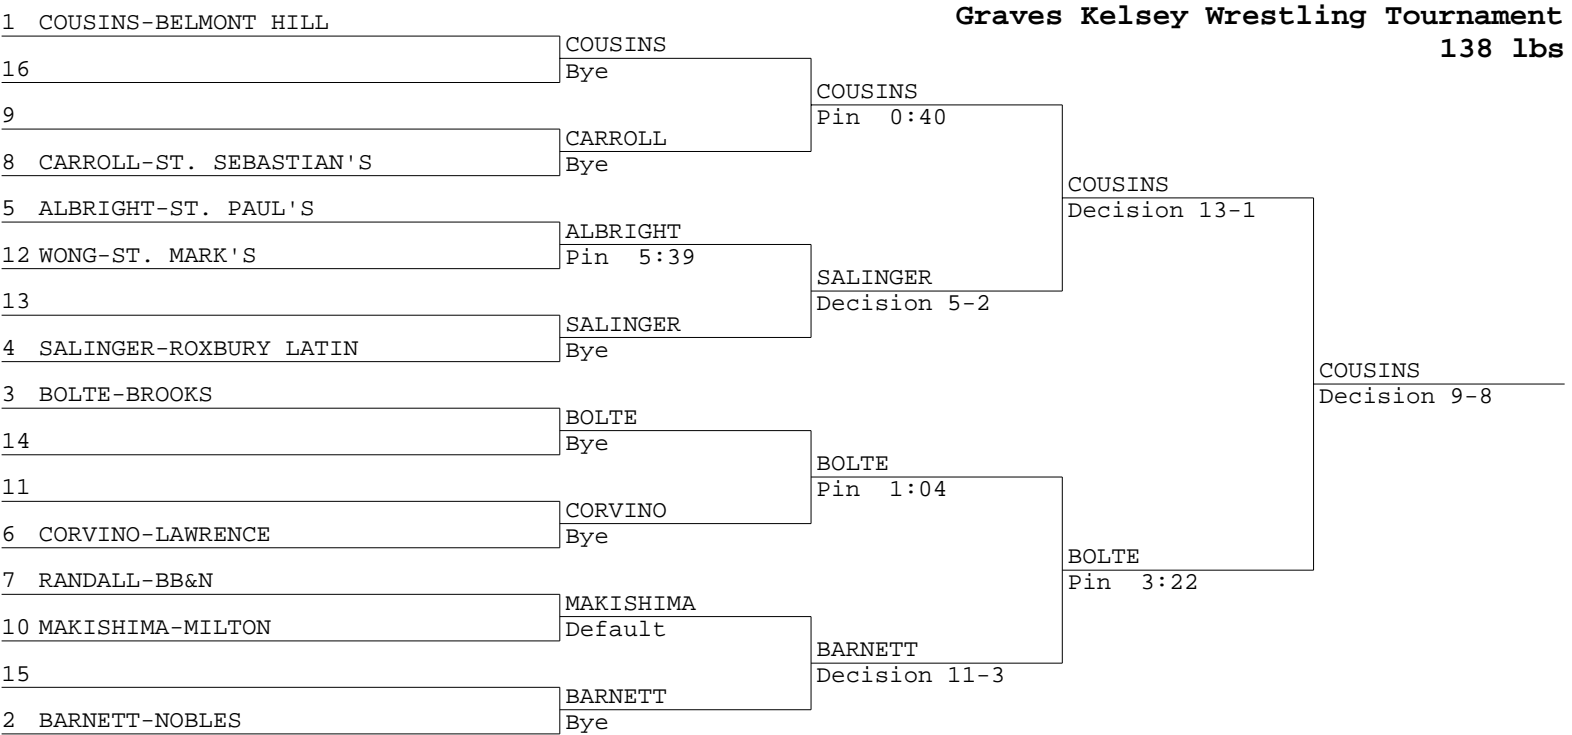 Graves Kelsey Wrestling Tournament
138 lbs
1 COUSINS-BELMONT HILL
16
9
8 CARROLL-ST. SEBASTIAN'S
5 ALBRIGHT-ST. PAUL'S
12 WONG-ST. MARK'S
13
4 SALINGER-ROXBURY LATIN
3 BOLTE-BROOKS
14
11
6 CORVINO-LAWRENCE
7 RANDALL-BB&N
10 MAKISHIMA-MILTON
15
2 BARNETT-NOBLES
COUSINS
Bye
CARROLL
Bye
ALBRIGHT
Pin 5:39
SALINGER
Bye
BOLTE
Bye
CORVINO
Bye
MAKISHIMA
Default
BARNETT
Bye
COUSINS
Pin 0:40
SALINGER
Decision 5-2
BOLTE
Pin 1:04
BARNETT
Decision 11-3
COUSINS
Decision 13-1
BOLTE
Pin 3:22
COUSINS
Decision 9-8